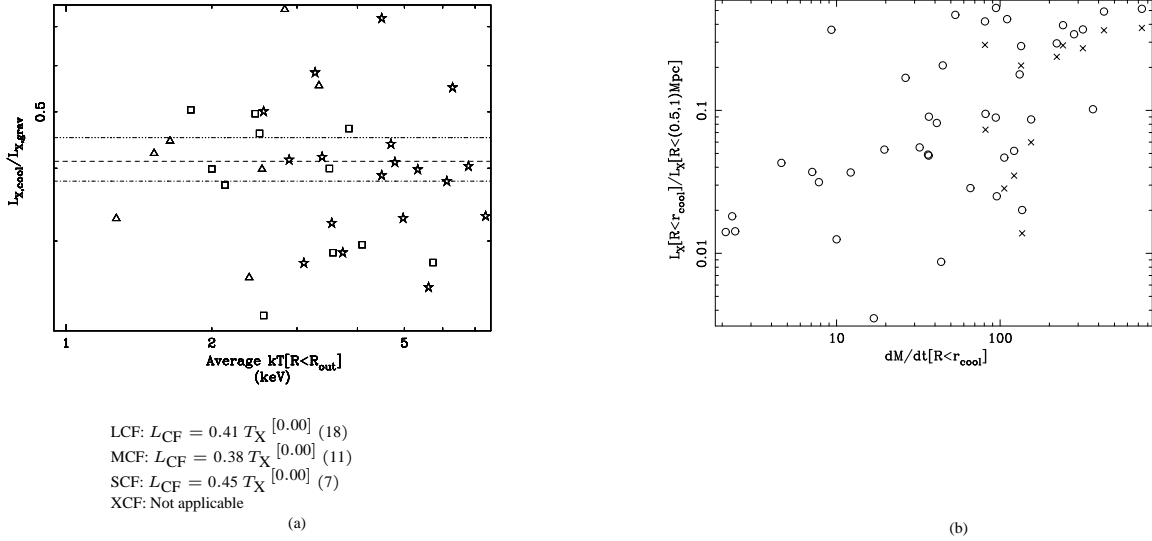 0.5
L_X,cool/L_X,grav
1 2 5
Average kT[R<R_out]
(keV)
LCF: L_CF = 0.41 T_X [0.00] (18)
MCF: L_CF = 0.38 T_X [0.00] (11)
SCF: L_CF = 0.45 T_X [0.00] (7)
XCF: Not applicable
(a)
L_X[R<r_cool]/L_X[R<(0.5,1)Mpc]
0.1
0.01
10 100
dM/dt[R<r_cool]
(b)